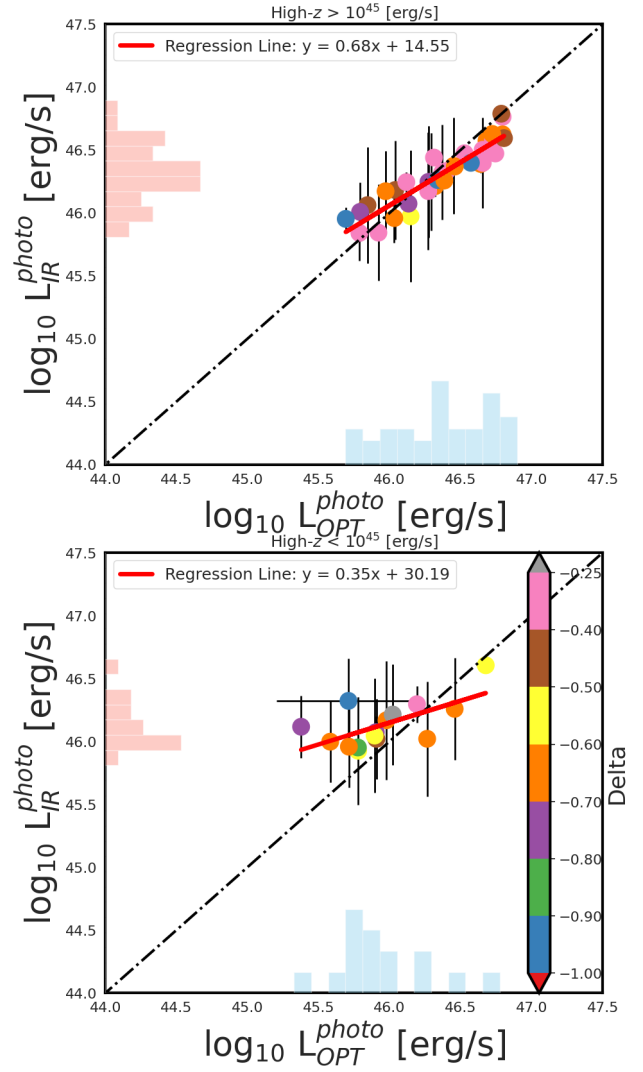 High-z > 10^45 [erg/s]
Regression Line: y = 0.68x + 14.55
47.5
47.0
46.5
46.0
45.5
45.0
44.5
44.0
log10 L_IR^photo [erg/s]
44.0 44.5 45.0 45.5 46.0 46.5 47.0 47.5
log10 L_OPT^photo [erg/s]
High-z < 10^45 [erg/s]
Regression Line: y = 0.35x + 30.19
47.5
47.0
46.5
46.0
45.5
45.0
44.5
44.0
log10 L_IR^photo [erg/s]
−0.25
−0.40
−0.50
−0.60
−0.70
−0.80
−0.90
−1.00
Delta
44.0 44.5 45.0 45.5 46.0 46.5 47.0 47.5
log10 L_OPT^photo [erg/s]